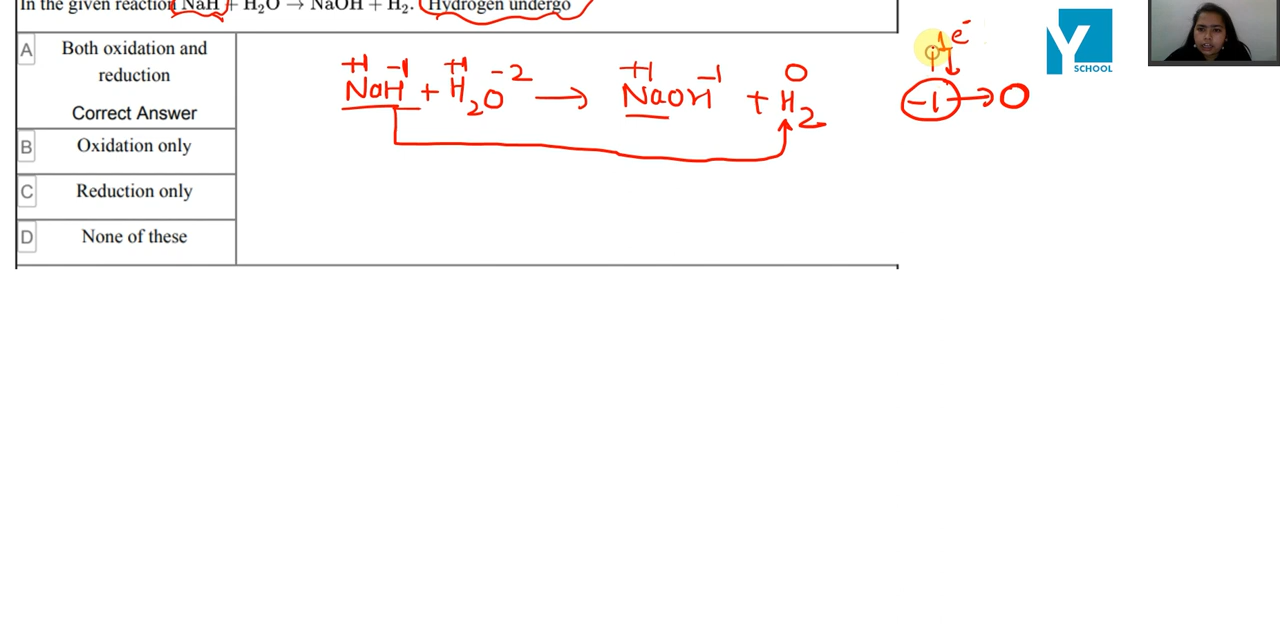 In the given reaction NaH + H₂O → NaOH + H₂. Hydrogen undergo
A Both oxidation and
reduction
Correct Answer
B Oxidation only
C Reduction only
D None of these
+1 -1 +1 -2 +1 -1 0
NaH + H₂O → NaOH + H₂
e⁻
-1 → 0
Y
SCHOOL